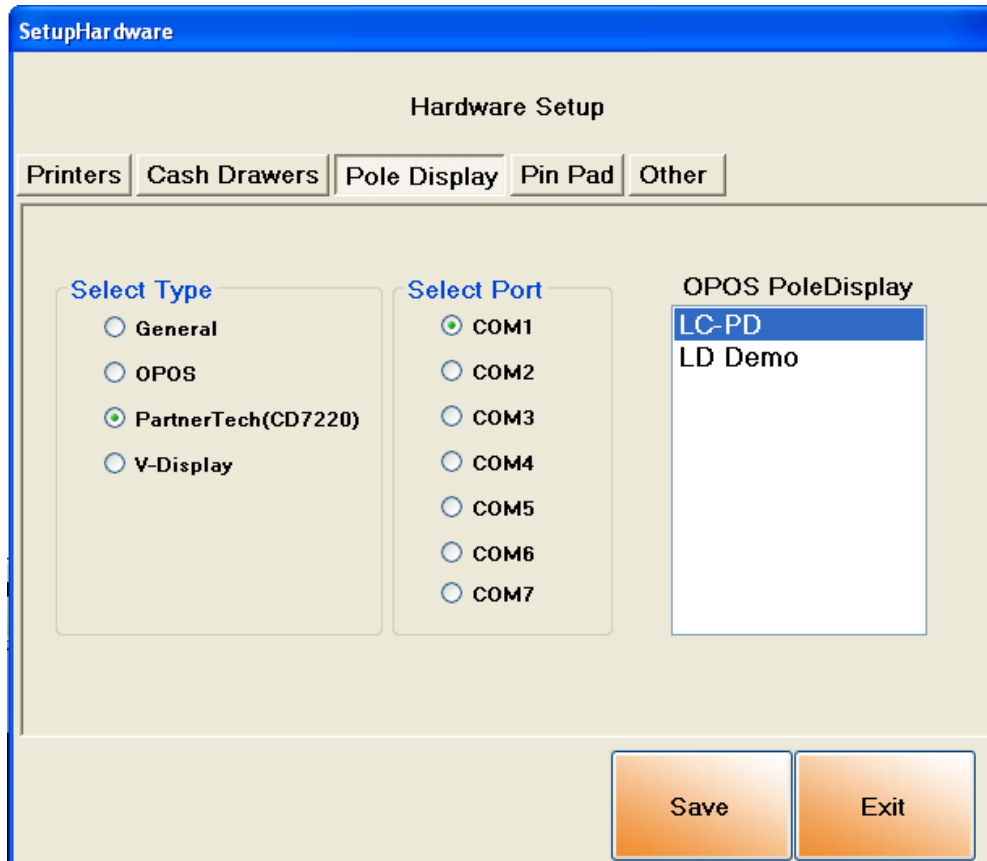 SetupHardware
Hardware Setup
Printers Cash Drawers Pole Display Pin Pad Other
Select Type
General
OPOS
PartnerTech(CD7220)
V-Display
Select Port
COM1
COM2
COM3
COM4
COM5
COM6
COM7
OPOS PoleDisplay
LC-PD
LD Demo
Save Exit